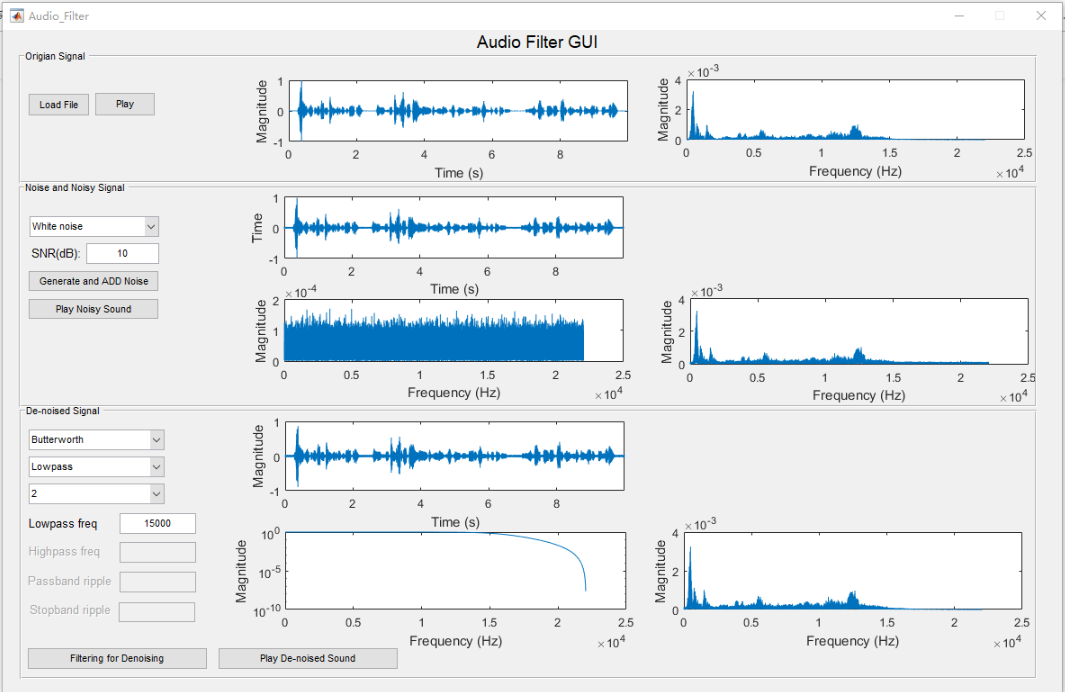 Audio_Filter
Audio Filter GUI
Origian Signal
Load File
Play
Magnitude
1
0
-1
0 2 4 6 8
Time (s)
×10^-3
Magnitude
4
2
0
0 0.5 1 1.5 2 2.5
Frequency (Hz)
×10^4
Noise and Noisy Signal
White noise
SNR(dB): 10
Generate and ADD Noise
Play Noisy Sound
Time
1
0
-1
0 2 4 6 8
Time (s)
×10^-4
Magnitude
2
1
0
0 0.5 1 1.5 2 2.5
Frequency (Hz)
×10^4
×10^-3
Magnitude
4
2
0
0 0.5 1 1.5 2 2.5
Frequency (Hz)
×10^4
De-noised Signal
Butterworth
Lowpass
2
Lowpass freq 15000
Highpass freq
Passband ripple
Stopband ripple
Filtering for Denoising
Play De-noised Sound
Magnitude
1
0
-1
0 2 4 6 8
Time (s)
Magnitude
10^0
10^-5
10^-10
0 0.5 1 1.5 2 2.5
Frequency (Hz)
×10^4
×10^-3
Magnitude
4
2
0
0 0.5 1 1.5 2 2.5
Frequency (Hz)
×10^4